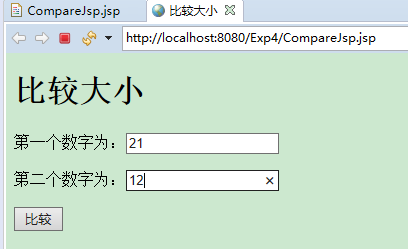 CompareJsp.jsp 比较大小
http://localhost:8080/Exp4/CompareJsp.jsp
比较大小
第一个数字为：21
第二个数字为：12
比较